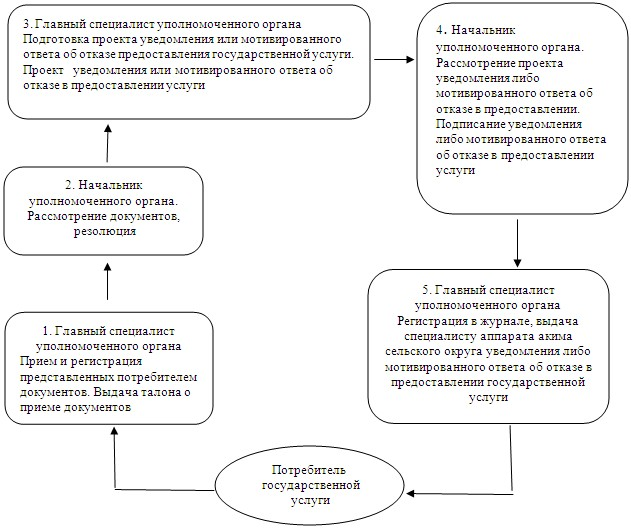 3. Главный специалист уполномоченного органа
Подготовка проекта уведомления или мотивированного
ответа об отказе предоставления государственной услуги.
Проект уведомления или мотивированного ответа об
отказе в предоставлении услуги
4. Начальник
уполномоченного органа.
Рассмотрение проекта
уведомления либо
мотивированного ответа об
отказе в предоставлении.
Подписание уведомления
либо мотивированного ответа
об отказе в предоставлении
услуги
2. Начальник
уполномоченного органа.
Рассмотрение документов,
резолюция
5. Главный специалист
уполномоченного органа
Регистрация в журнале, выдача
специалисту аппарата акима
сельского округа уведомления либо
мотивированного ответа об отказе в
предоставлении государственной
услуги
1. Главный специалист
уполномоченного органа
Прием и регистрация
представленных потребителем
документов. Выдача талона о
приеме документов
Потребитель
государственной
услуги